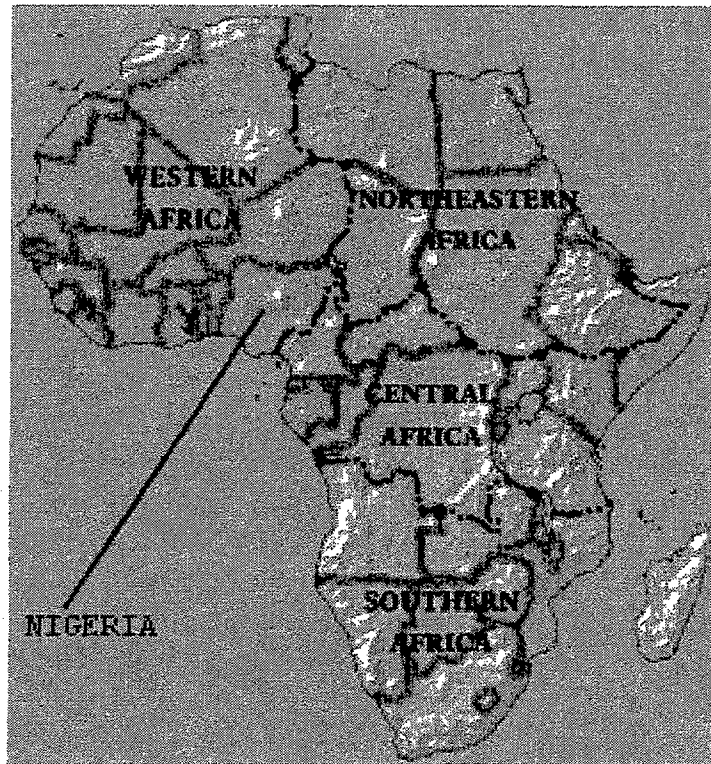 WESTERN
AFRICA
NORTHEASTERN
AFRICA
CENTRAL
AFRICA
NIGERIA
SOUTHERN
AFRICA